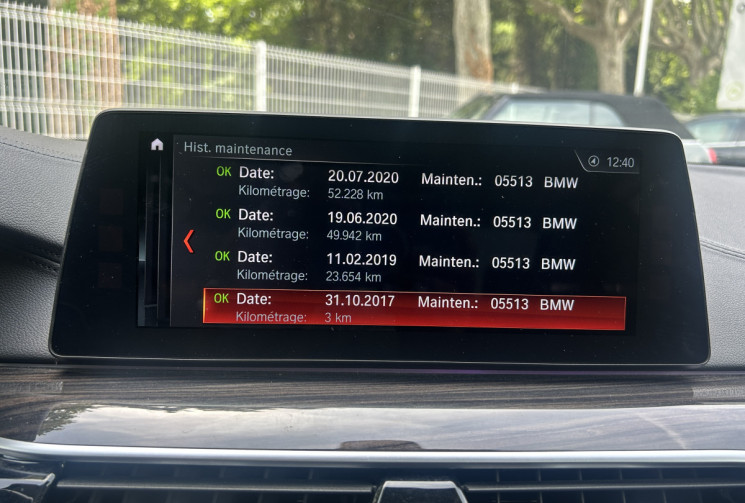 Hist. maintenance
12:40
OK Date: 20.07.2020 Mainten.: 05513 BMW
Kilométrage: 52.228 km
OK Date: 19.06.2020 Mainten.: 05513 BMW
Kilométrage: 49.942 km
OK Date: 11.02.2019 Mainten.: 05513 BMW
Kilométrage: 23.654 km
OK Date: 31.10.2017 Mainten.: 05513 BMW
Kilométrage: 3 km